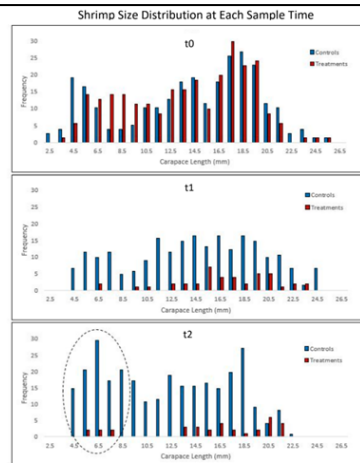 Shrimp Size Distribution at Each Sample Time
t0
Controls
Treatments
Frequency
30
25
20
15
10
5
0
2.5 4.5 6.5 8.5 10.5 12.5 14.5 16.5 18.5 20.5 22.5 24.5 26.5
Carapace Length (mm)
t1
Controls
Treatments
Frequency
30
25
20
15
10
5
0
2.5 4.5 6.5 8.5 10.5 12.5 14.5 16.5 18.5 20.5 22.5 24.5 26.5
Carapace Length (mm)
t2
Controls
Treatments
Frequency
30
25
20
15
10
5
0
2.5 4.5 6.5 8.5 10.5 12.5 14.5 16.5 18.5 20.5 22.5 24.5 26.5
Carapace Length (mm)